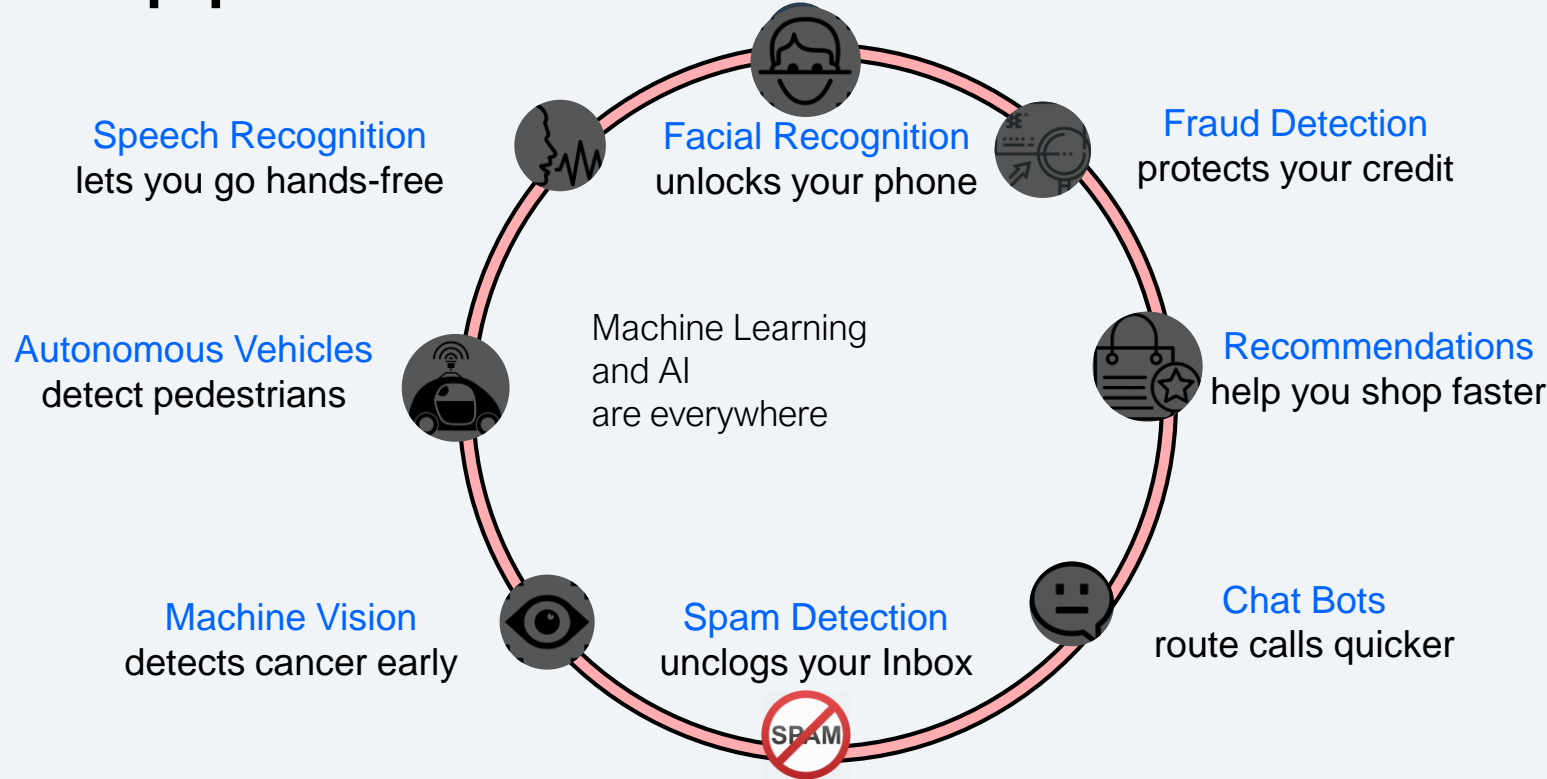 Facial Recognition
unlocks your phone
Fraud Detection
protects your credit
Recommendations
help you shop faster
Chat Bots
route calls quicker
Spam Detection
unclogs your Inbox
SPAM
Machine Vision
detects cancer early
Autonomous Vehicles
detect pedestrians
Speech Recognition
lets you go hands-free
Machine Learning
and AI
are everywhere